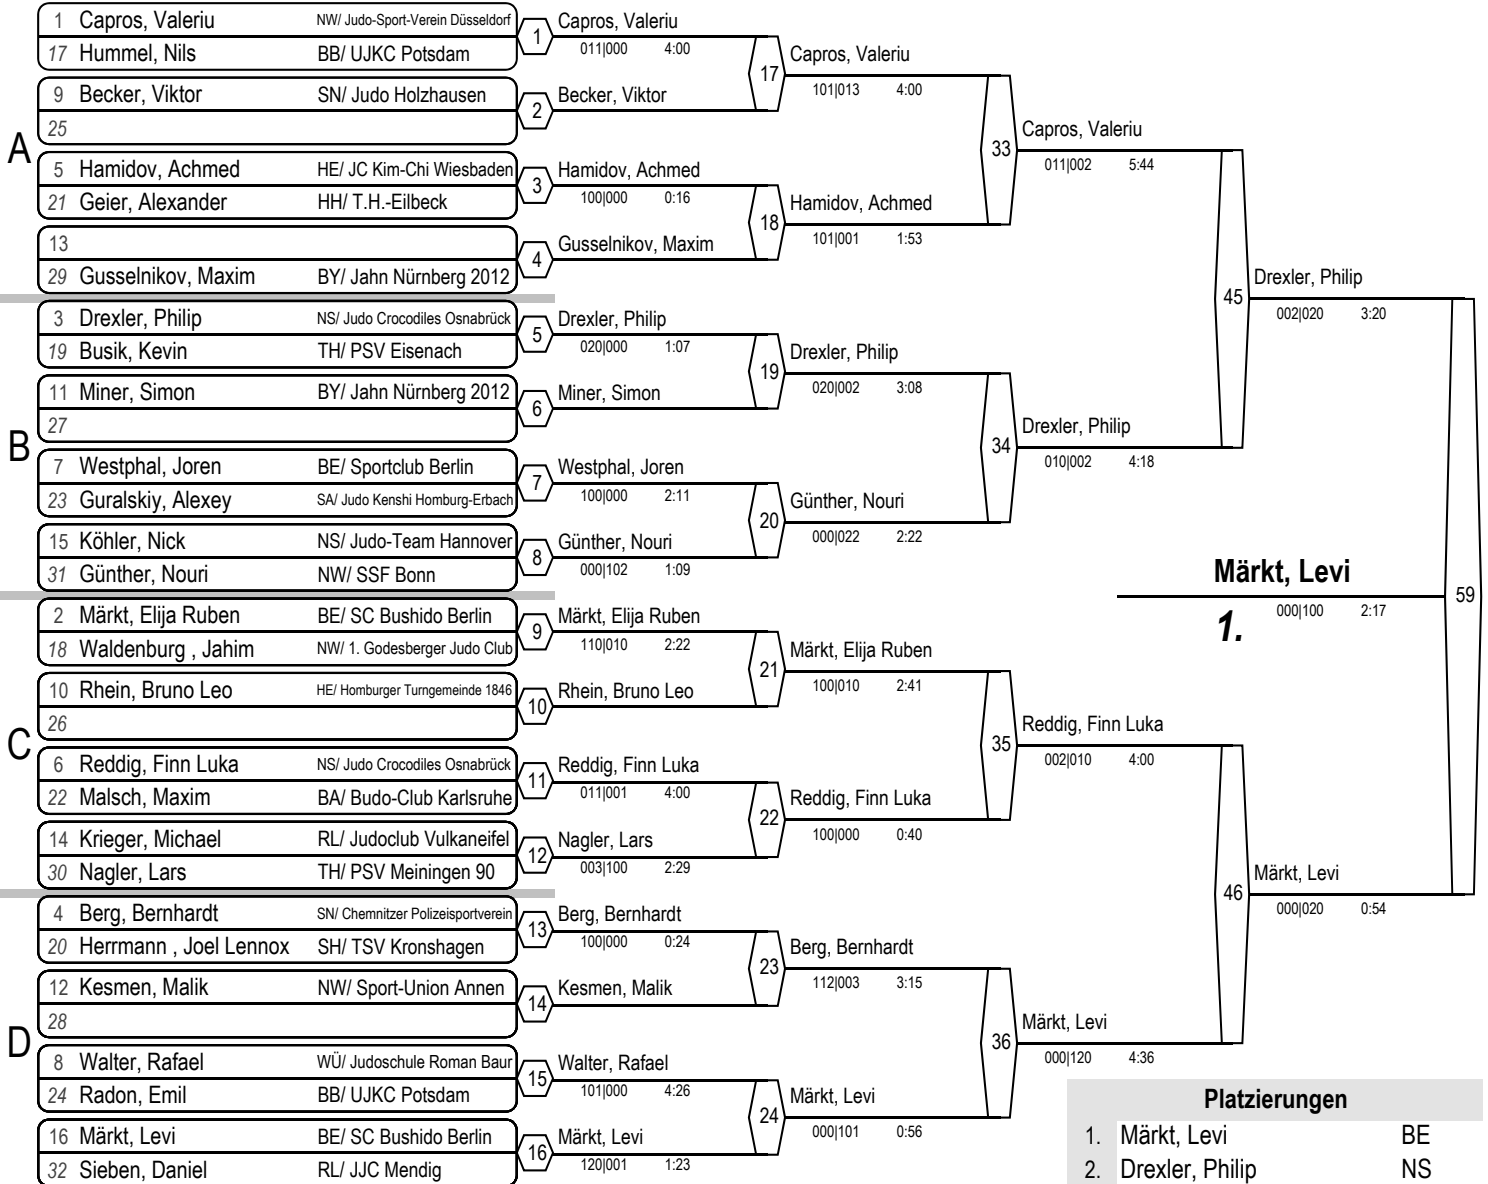 A
1 Capros, Valeriu NW/ Judo-Sport-Verein Düsseldorf
17 Hummel, Nils BB/ UJKC Potsdam
9 Becker, Viktor SN/ Judo Holzhausen
25
5 Hamidov, Achmed HE/ JC Kim-Chi Wiesbaden
21 Geier, Alexander HH/ T.H.-Eilbeck
13
29 Gusselnikov, Maxim BY/ Jahn Nürnberg 2012
B
3 Drexler, Philip NS/ Judo Crocodiles Osnabrück
19 Busik, Kevin TH/ PSV Eisenach
11 Miner, Simon BY/ Jahn Nürnberg 2012
27
7 Westphal, Joren BE/ Sportclub Berlin
23 Guralskiy, Alexey SA/ Judo Kenshi Homburg-Erbach
15 Köhler, Nick NS/ Judo-Team Hannover
31 Günther, Nouri NW/ SSF Bonn
C
2 Märkt, Elija Ruben BE/ SC Bushido Berlin
18 Waldenburg , Jahim NW/ 1. Godesberger Judo Club
10 Rhein, Bruno Leo HE/ Homburger Turngemeinde 1846
26
6 Reddig, Finn Luka NS/ Judo Crocodiles Osnabrück
22 Malsch, Maxim BA/ Budo-Club Karlsruhe
14 Krieger, Michael RL/ Judoclub Vulkaneifel
30 Nagler, Lars TH/ PSV Meiningen 90
D
4 Berg, Bernhardt SN/ Chemnitzer Polizeisportverein
20 Herrmann , Joel Lennox SH/ TSV Kronshagen
12 Kesmen, Malik NW/ Sport-Union Annen
28
8 Walter, Rafael WÜ/ Judoschule Roman Baur
24 Radon, Emil BB/ UJKC Potsdam
16 Märkt, Levi BE/ SC Bushido Berlin
32 Sieben, Daniel RL/ JJC Mendig
1 Capros, Valeriu
011|000 4:00
2 Becker, Viktor
3 Hamidov, Achmed
100|000 0:16
4 Gusselnikov, Maxim
5 Drexler, Philip
020|000 1:07
6 Miner, Simon
7 Westphal, Joren
100|000 2:11
8 Günther, Nouri
000|102 1:09
9 Märkt, Elija Ruben
110|010 2:22
10 Rhein, Bruno Leo
11 Reddig, Finn Luka
011|001 4:00
12 Nagler, Lars
003|100 2:29
13 Berg, Bernhardt
100|000 0:24
14 Kesmen, Malik
15 Walter, Rafael
101|000 4:26
16 Märkt, Levi
120|001 1:23
17 Capros, Valeriu
101|013 4:00
18 Hamidov, Achmed
101|001 1:53
19 Drexler, Philip
020|002 3:08
20 Günther, Nouri
000|022 2:22
21 Märkt, Elija Ruben
100|010 2:41
22 Reddig, Finn Luka
100|000 0:40
23 Berg, Bernhardt
112|003 3:15
24 Märkt, Levi
000|101 0:56
33 Capros, Valeriu
011|002 5:44
34 Drexler, Philip
010|002 4:18
35 Reddig, Finn Luka
002|010 4:00
36 Märkt, Levi
000|120 4:36
45 Drexler, Philip
002|020 3:20
46 Märkt, Levi
000|020 0:54
59
Märkt, Levi
1. 000|100 2:17
Platzierungen
1. Märkt, Levi BE
2. Drexler, Philip NS